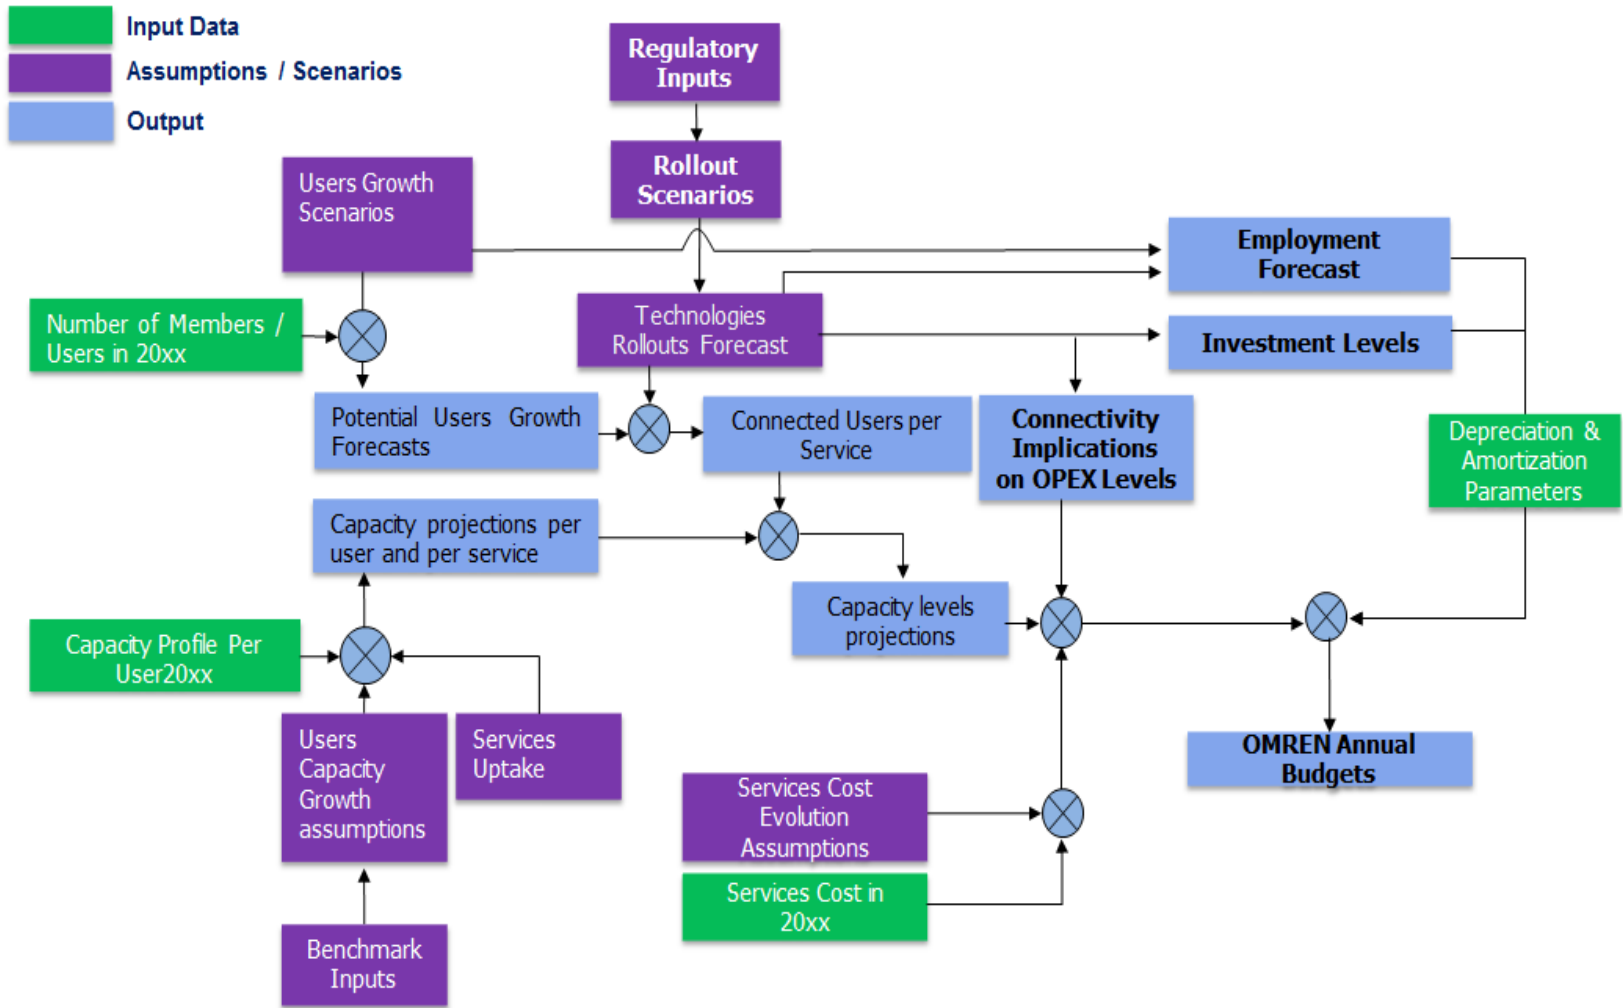 Input Data
Assumptions / Scenarios
Output
Regulatory
Inputs
Rollout
Scenarios
Users Growth
Scenarios
Employment
Forecast
Number of Members /
Users in 20xx
Technologies
Rollouts Forecast
Investment Levels
Potential Users Growth
Forecasts
Connected Users per
Service
Connectivity
Implications
on OPEX Levels
Depreciation &
Amortization
Parameters
Capacity projections per
user and per service
Capacity levels
projections
Capacity Profile Per
User20xx
Users
Capacity
Growth
assumptions
Services
Uptake
OMREN Annual
Budgets
Services Cost
Evolution
Assumptions
Services Cost in
20xx
Benchmark
Inputs